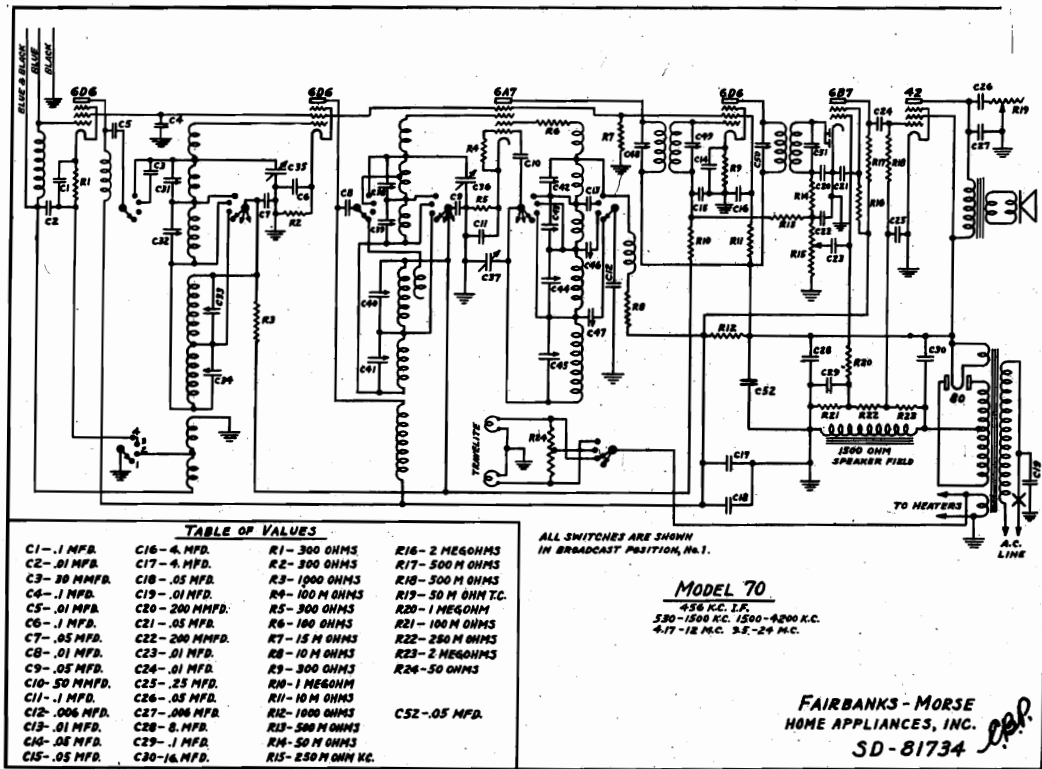 BLUE & BLACK
BLUE
BLACK
6D6
6D6
6A7
6D6
6B7
42
C1
R1
C2
C5
C4
C3
C31
C32
C33
C34
C7
C35
C6
R2
R3
C8
C38
C39
C40
C41
C36
C9
R5
C11
C37
R4
C10
R6
C42
C13
C44
C46
C47
C45
C12
R7
R8
C48
C49
C14
R9
C15
C16
R10
R11
C50
C51
R14
C20
C21
R13
C22
R15
C23
R16
C24
R17
R18
C25
C26
R19
C27
R12
C28
C29
R20
C30
C52
R21
R22
R23
80
1500 OHM
SPEAKER FIELD
TRAVELITE
R24
C17
C18
C19
4
3
2
1
TO HEATERS
A.C.
LINE
ALL SWITCHES ARE SHOWN
IN BROADCAST POSITION, No.1.
TABLE OF VALUES
C1-.1 MFD. C16-4. MFD. R1-300 OHMS R16-2 MEGOHMS
C2-.01 MFD. C17-4. MFD. R2-300 OHMS R17-500 M OHMS
C3-30 MMFD. C18-.05 MFD. R3-1000 OHMS R18-500 M OHMS
C4-.1 MFD. C19-.01 MFD. R4-100 M OHMS R19-50 M OHM T.C.
C5-.01 MFD. C20-200 MMFD. R5-300 OHMS R20-1 MEGOHM
C6-.1 MFD. C21-.05 MFD. R6-100 OHMS R21-100 M OHMS
C7-.05 MFD. C22-200 MMFD. R7-15 M OHMS R22-250 M OHMS
C8-.01 MFD. C23-.01 MFD. R8-10 M OHMS R23-2 MEGOHMS
C9-.05 MFD. C24-.01 MFD. R9-300 OHMS R24-50 OHMS
C10-50 MMFD. C25-.25 MFD. R10-1 MEGOHM
C11-.1 MFD. C26-.05 MFD. R11-10 M OHMS
C12-.006 MFD. C27-.006 MFD. R12-1000 OHMS C52-.05 MFD.
C13-.01 MFD. C28-8. MFD. R13-500 M OHMS
C14-.05 MFD. C29-.1 MFD. R14-50 M OHMS
C15-.05 MFD. C30-16. MFD. R15-250 M OHM KC.
MODEL 70
456 K.C. I.F.
530-1500 K.C. 1500-4200 K.C.
4.17-12 M.C. 9.5-24 M.C.
FAIRBANKS-MORSE
HOME APPLIANCES, INC.
SD-81734